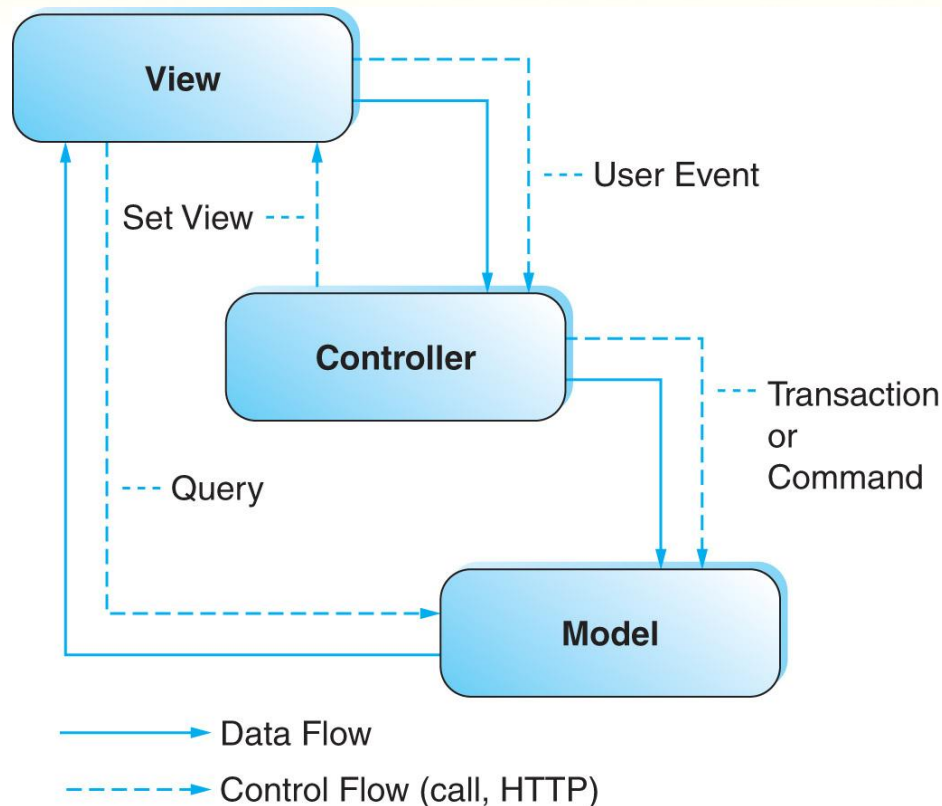 View
User Event
Set View
Controller
Transaction
or
Command
Query
Model
Data Flow
Control Flow (call, HTTP)